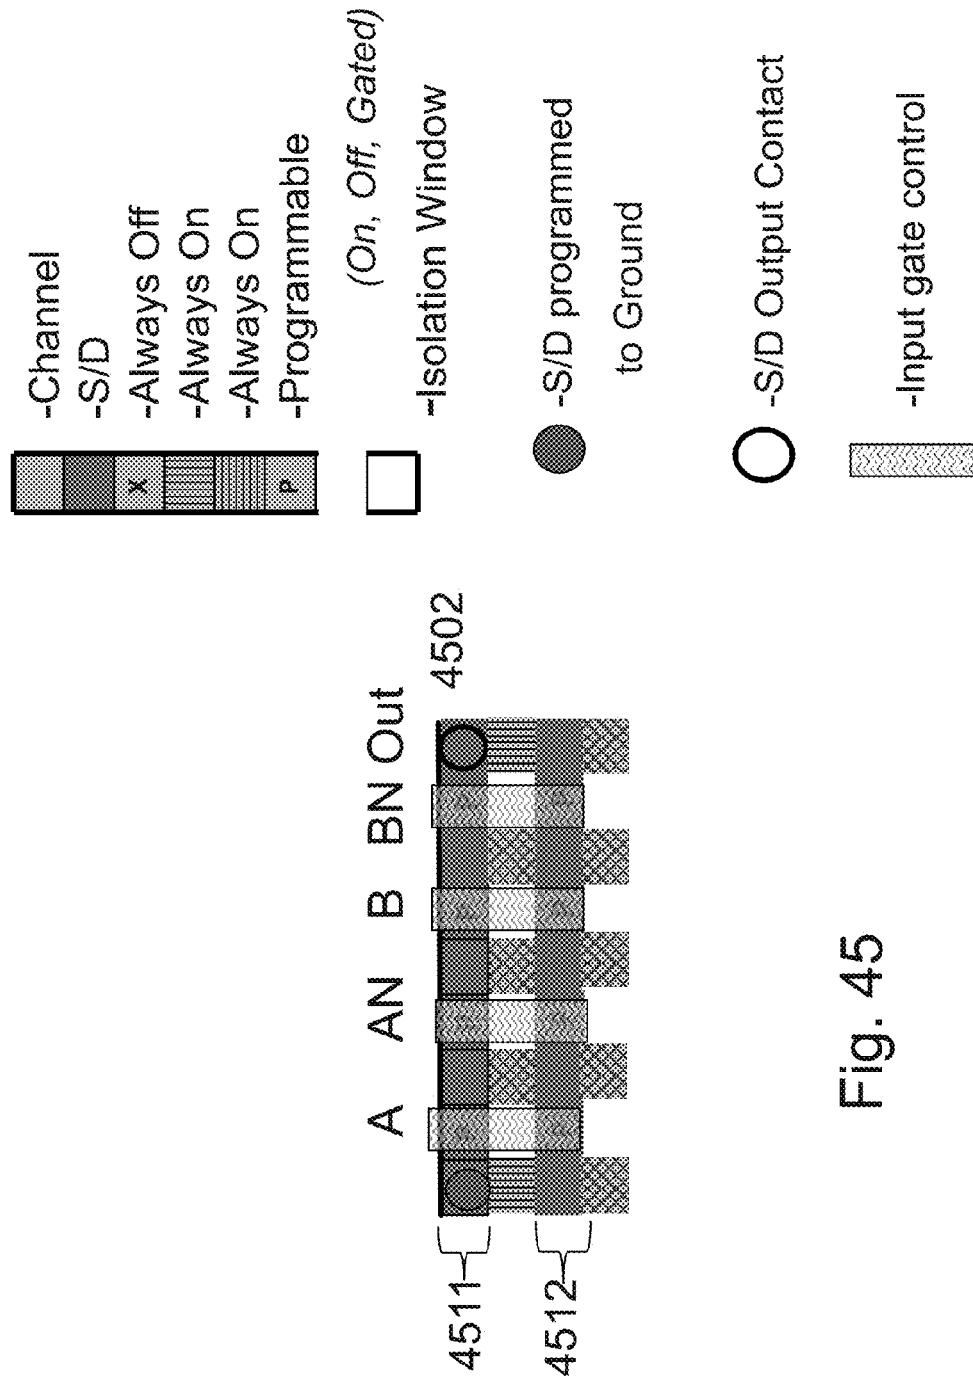 -Channel
-S/D
X -Always Off
-Always On
-Always On
P -Programmable
(On, Off, Gated)
-Isolation Window
-S/D programmed
to Ground
-S/D Output Contact
-Input gate control
A AN B BN Out
4502
4511
4512
Fig. 45